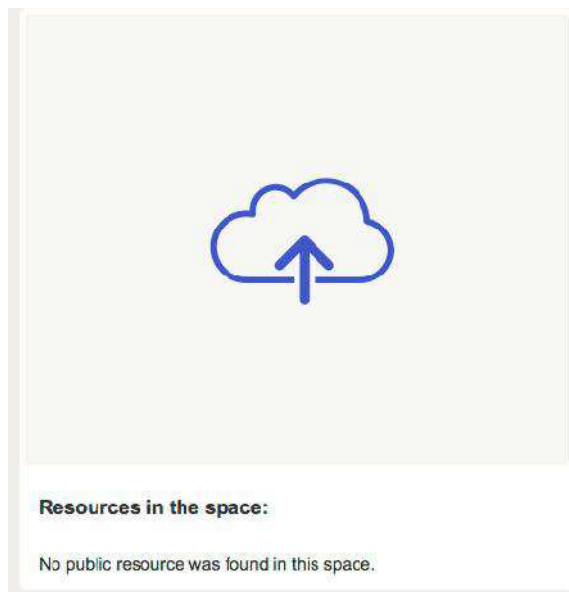 Resources in the space:
No public resource was found in this space.